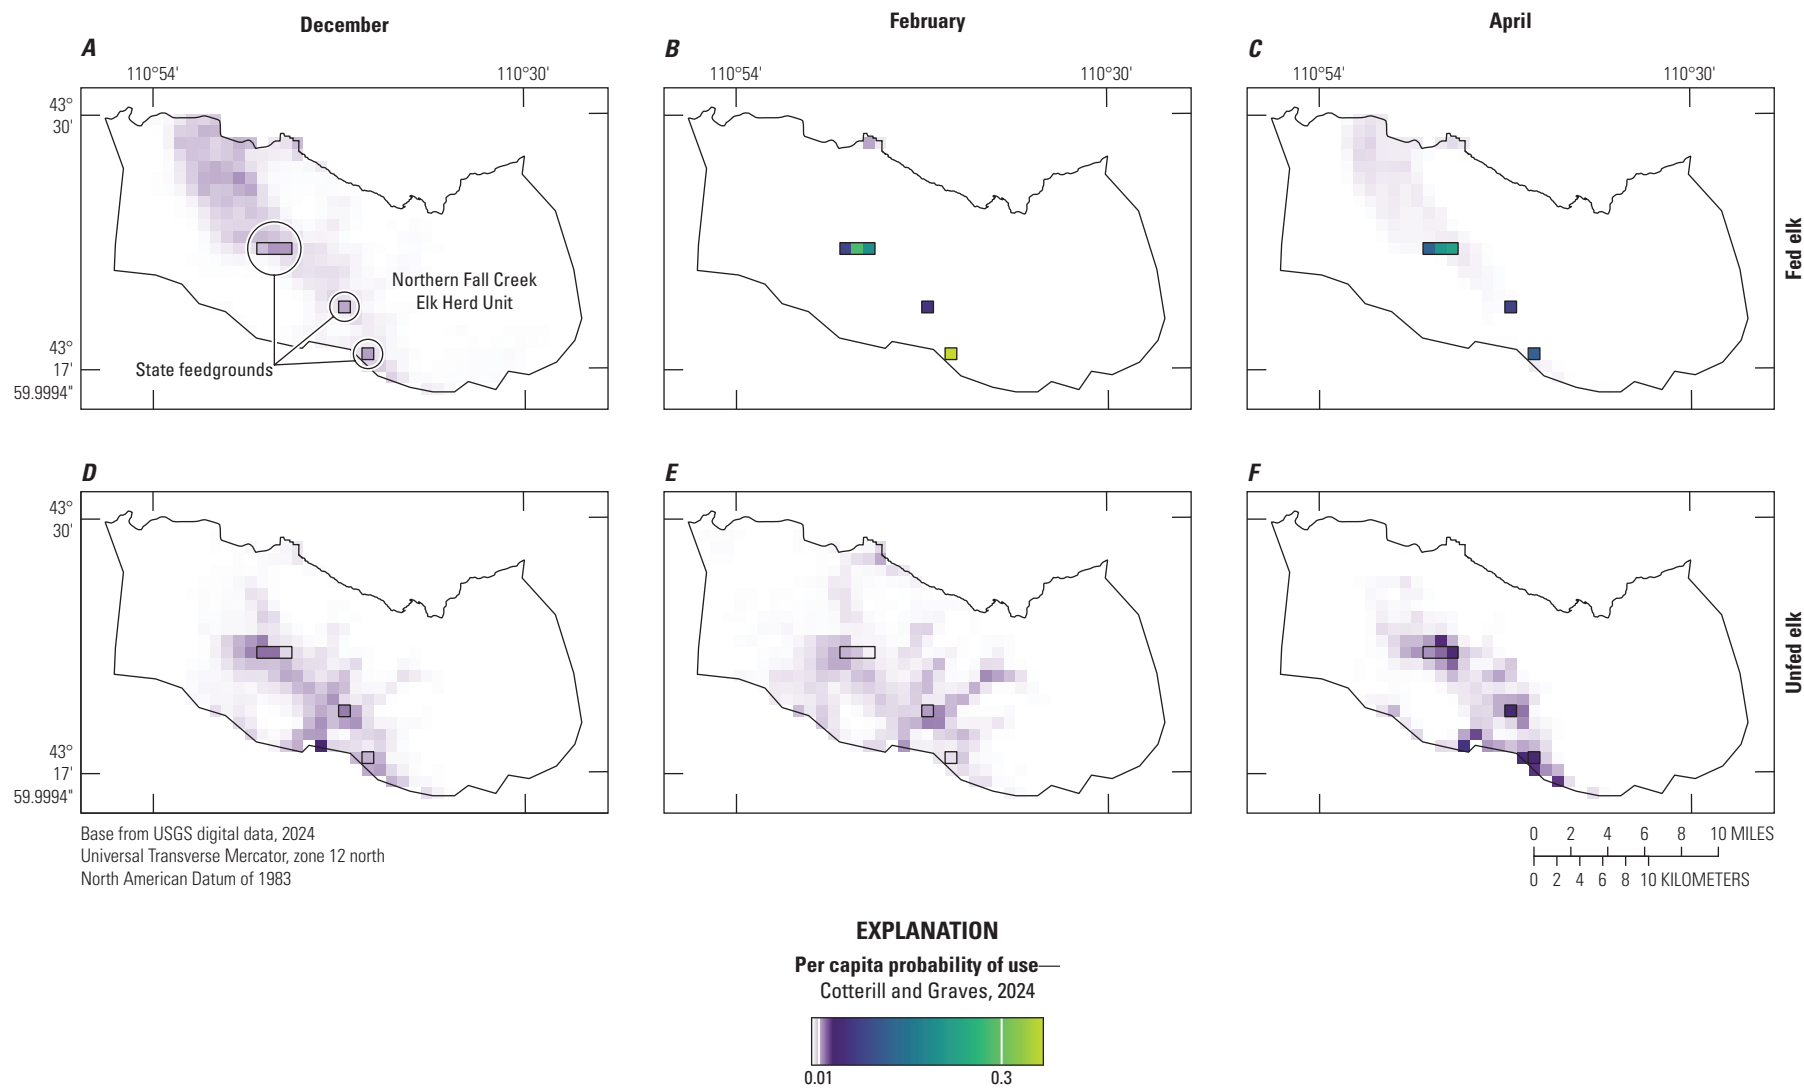 December
February
April
A
B
C
110°54'
110°30'
110°54'
110°30'
110°54'
110°30'
43°
30'
Northern Fall Creek
Elk Herd Unit
State feedgrounds
43°
17'
59.9994"
Fed elk
D
E
F
43°
30'
43°
17'
59.9994"
Unfed elk
Base from USGS digital data, 2024
Universal Transverse Mercator, zone 12 north
North American Datum of 1983
0 2 4 6 8 10 MILES
0 2 4 6 8 10 KILOMETERS
EXPLANATION
Per capita probability of use—
Cotterill and Graves, 2024
0.01 0.3